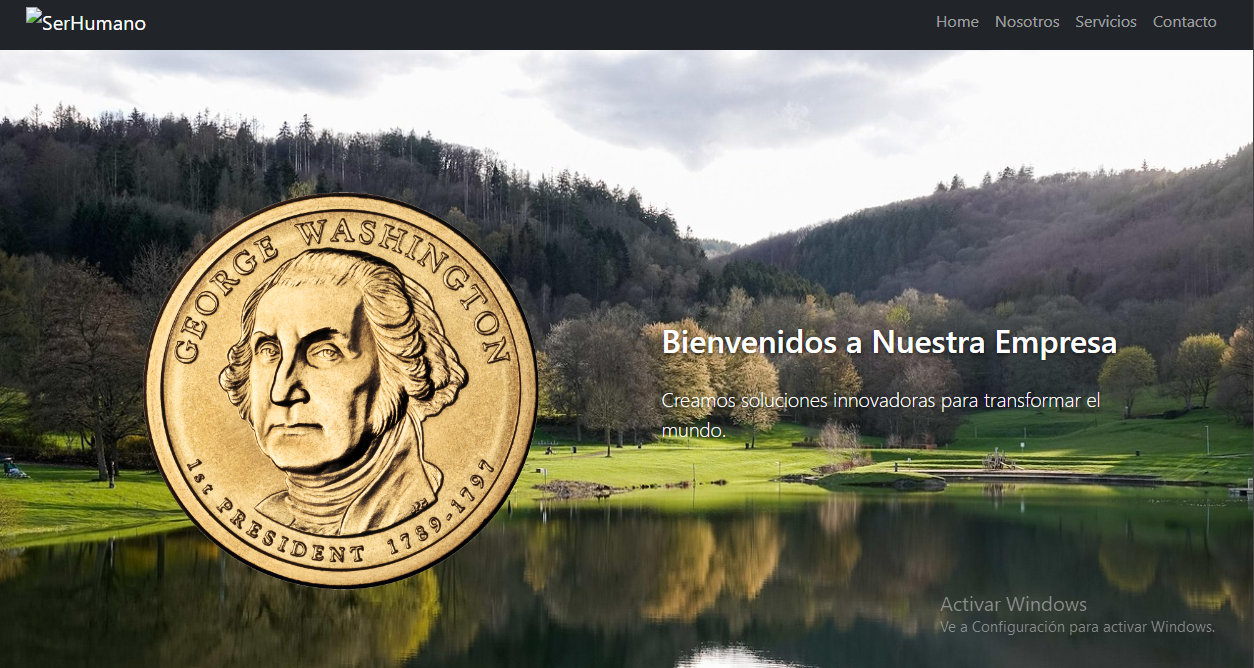 SerHumano
Home Nosotros Servicios Contacto
GEORGE WASHINGTON
1st PRESIDENT 1789-1797
Bienvenidos a Nuestra Empresa
Creamos soluciones innovadoras para transformar el
mundo.
Activar Windows
Ve a Configuración para activar Windows.